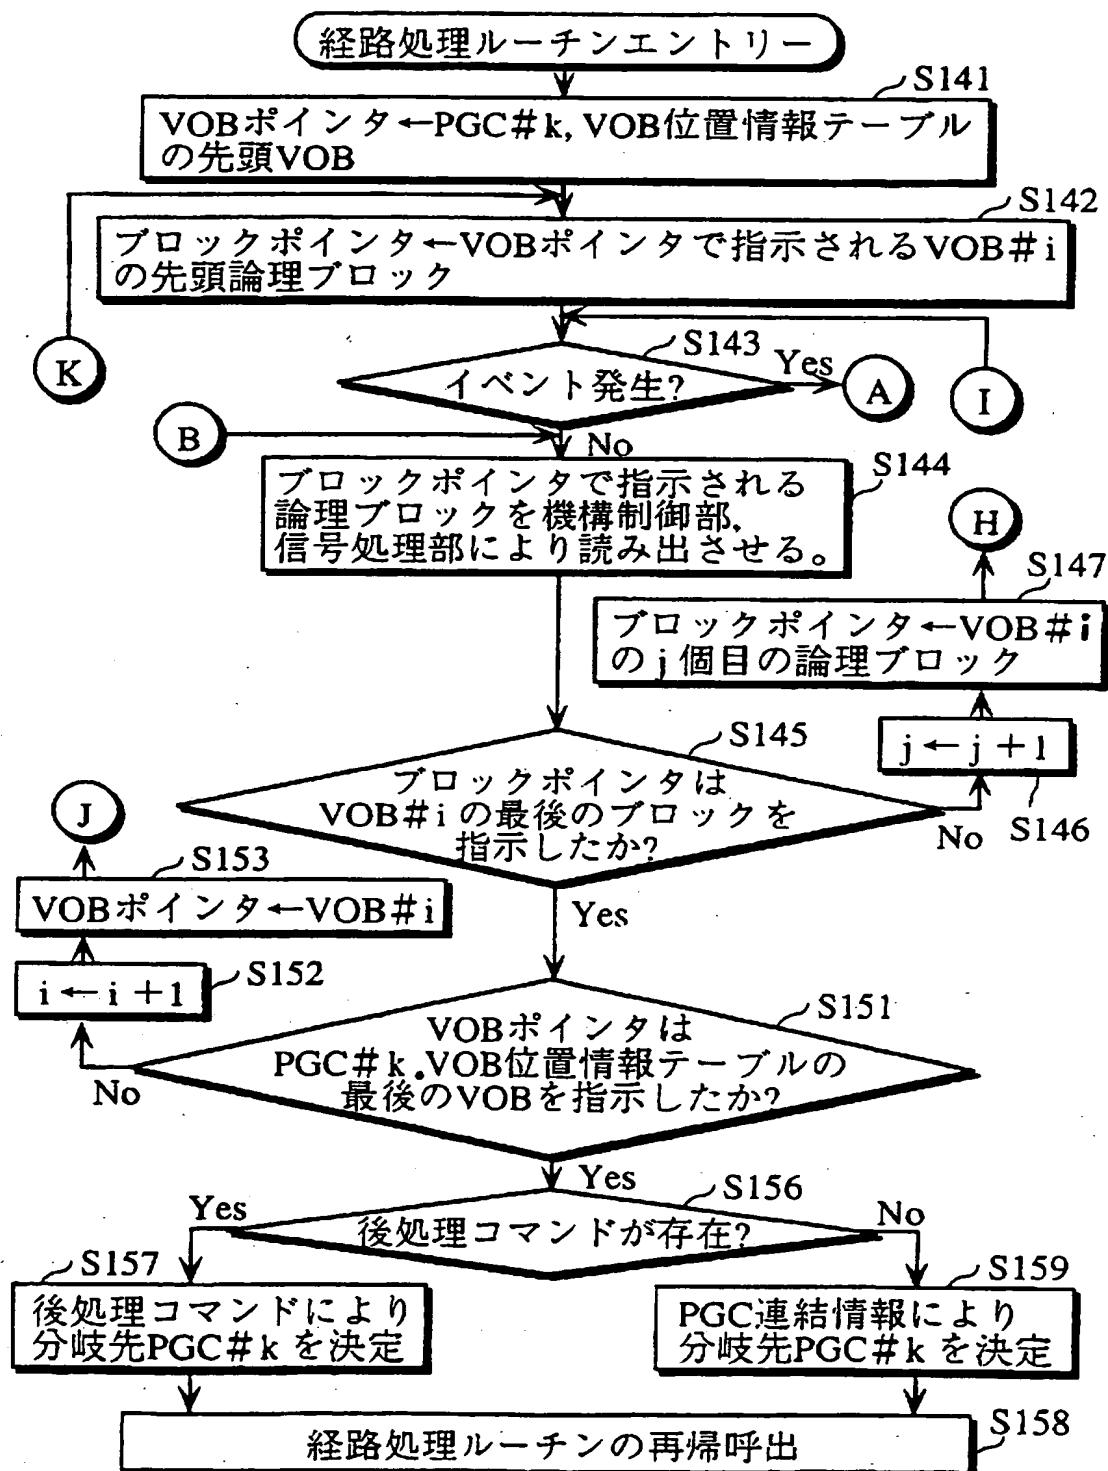 経路処理ルーチンエントリー
S141
VOBポインタ←PGC#k, VOB位置情報テーブル
の先頭VOB
S142
ブロックポインタ←VOBポインタで指示されるVOB#i
の先頭論理ブロック
K
S143
イベント発生?
Yes
A
I
B
No
S144
ブロックポインタで指示される
論理ブロックを機構制御部,
信号処理部により読み出させる。
H
S147
ブロックポインタ←VOB#i
のj個目の論理ブロック
S145
ブロックポインタは
VOB#iの最後のブロックを
指示したか?
j←j+1
No
S146
J
S153
VOBポインタ←VOB#i
Yes
i←i+1
S152
S151
VOBポインタは
PGC#k.VOB位置情報テーブルの
最後のVOBを指示したか?
No
Yes
S156
後処理コマンドが存在?
Yes
No
S157
後処理コマンドにより
分岐先PGC#kを決定
S159
PGC連結情報により
分岐先PGC#kを決定
S158
経路処理ルーチンの再帰呼出